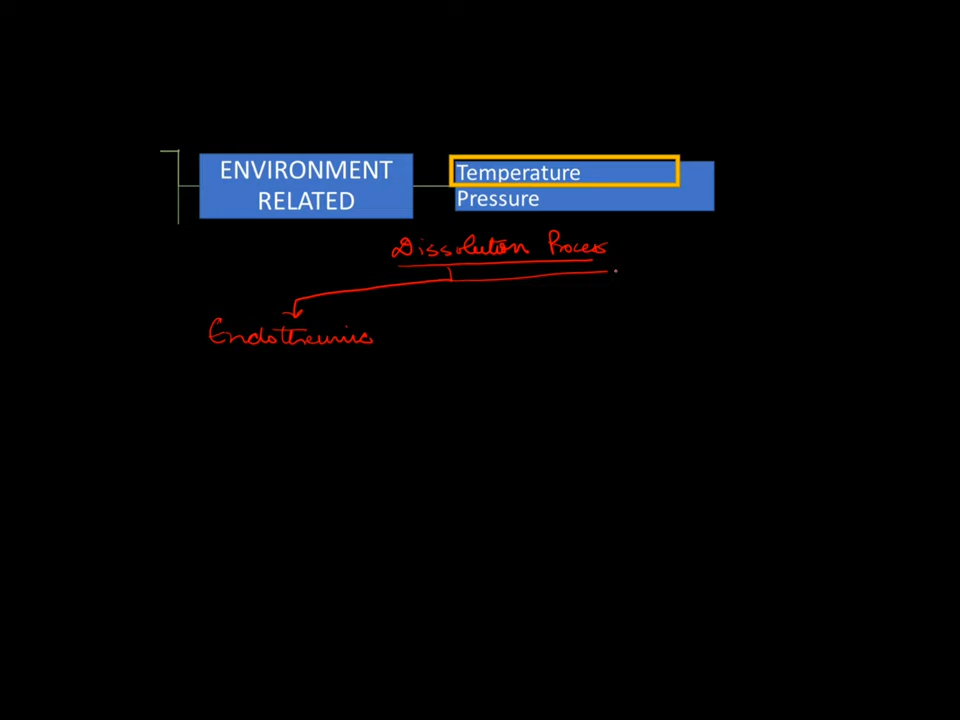 ENVIRONMENT
RELATED
Temperature
Pressure
Dissolution Process
Endothermic